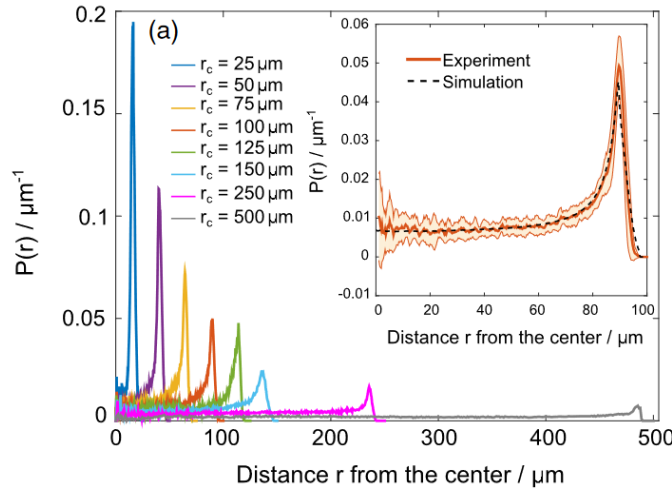 (a)
r_c = 25 µm
r_c = 50 µm
r_c = 75 µm
r_c = 100 µm
r_c = 125 µm
r_c = 150 µm
r_c = 250 µm
r_c = 500 µm
P(r) / µm⁻¹
0.2
0.15
0.1
0.05
0
0 100 200 300 400 500
Distance r from the center / µm
Experiment
Simulation
P(r) / µm⁻¹
0.06
0.05
0.04
0.03
0.02
0.01
0
-0.01
0 20 40 60 80 100
Distance r from the center / µm